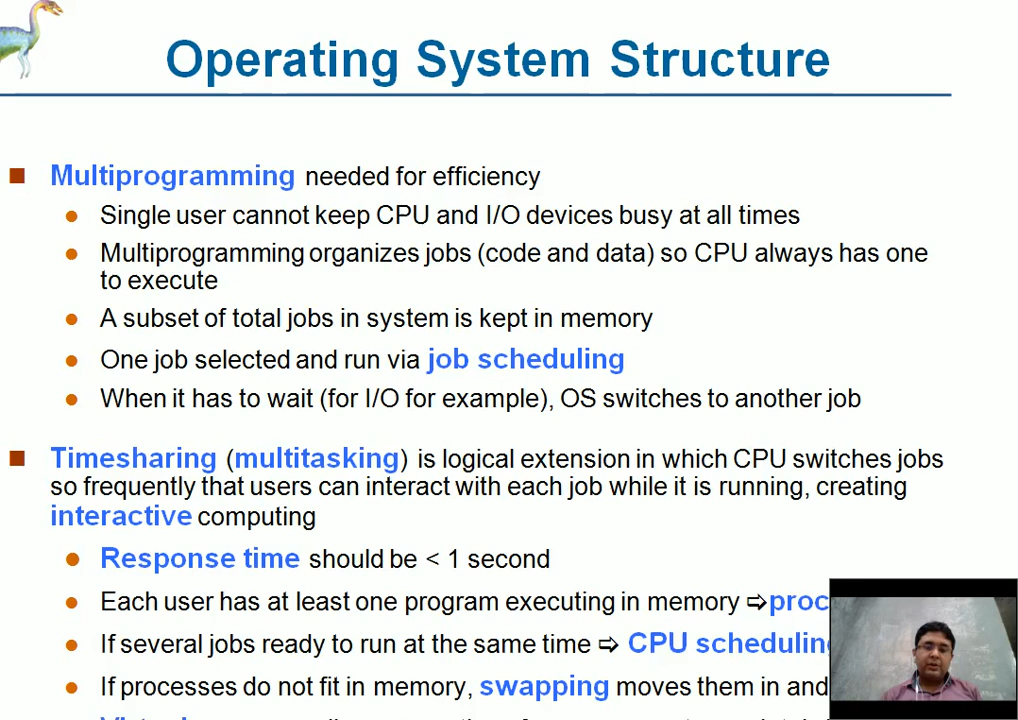 Operating System Structure
Multiprogramming needed for efficiency
Single user cannot keep CPU and I/O devices busy at all times
Multiprogramming organizes jobs (code and data) so CPU always has one
to execute
A subset of total jobs in system is kept in memory
One job selected and run via job scheduling
When it has to wait (for I/O for example), OS switches to another job
Timesharing (multitasking) is logical extension in which CPU switches jobs
so frequently that users can interact with each job while it is running, creating
interactive computing
Response time should be < 1 second
Each user has at least one program executing in memory ⇨proc
If several jobs ready to run at the same time ⇨ CPU scheduling
If processes do not fit in memory, swapping moves them in and